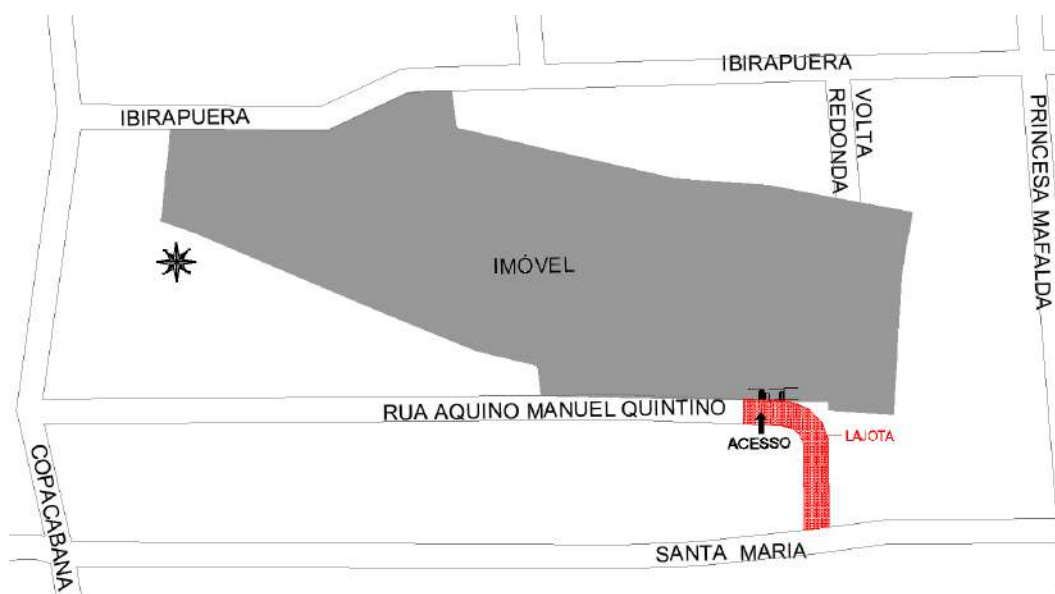 IBIRAPUERA
IBIRAPUERA
VOLTA
REDONDA
PRINCESA MAFALDA
IMÓVEL
RUA AQUINO MANUEL QUINTINO
ACESSO
LAJOTA
COPACABANA
SANTA MARIA